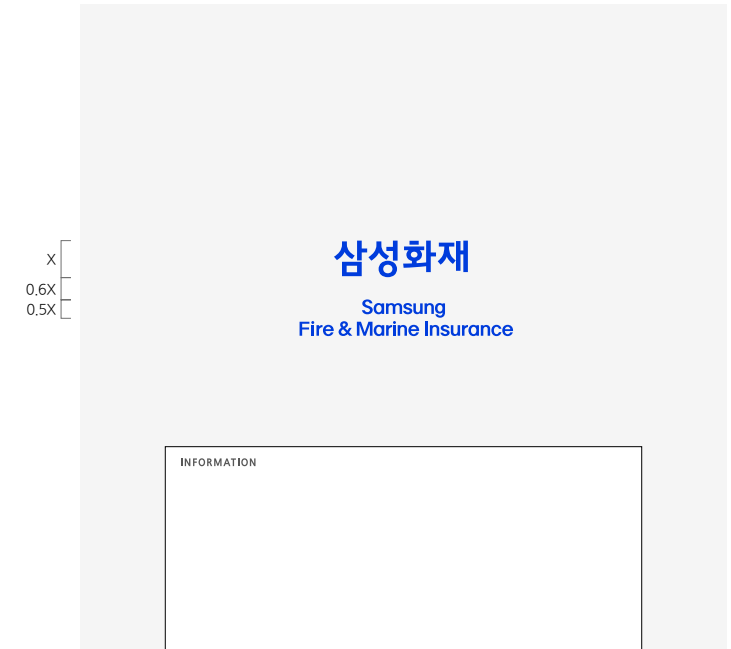 X
0.6X
0.5X
삼성화재
Samsung
Fire & Marine Insurance
INFORMATION